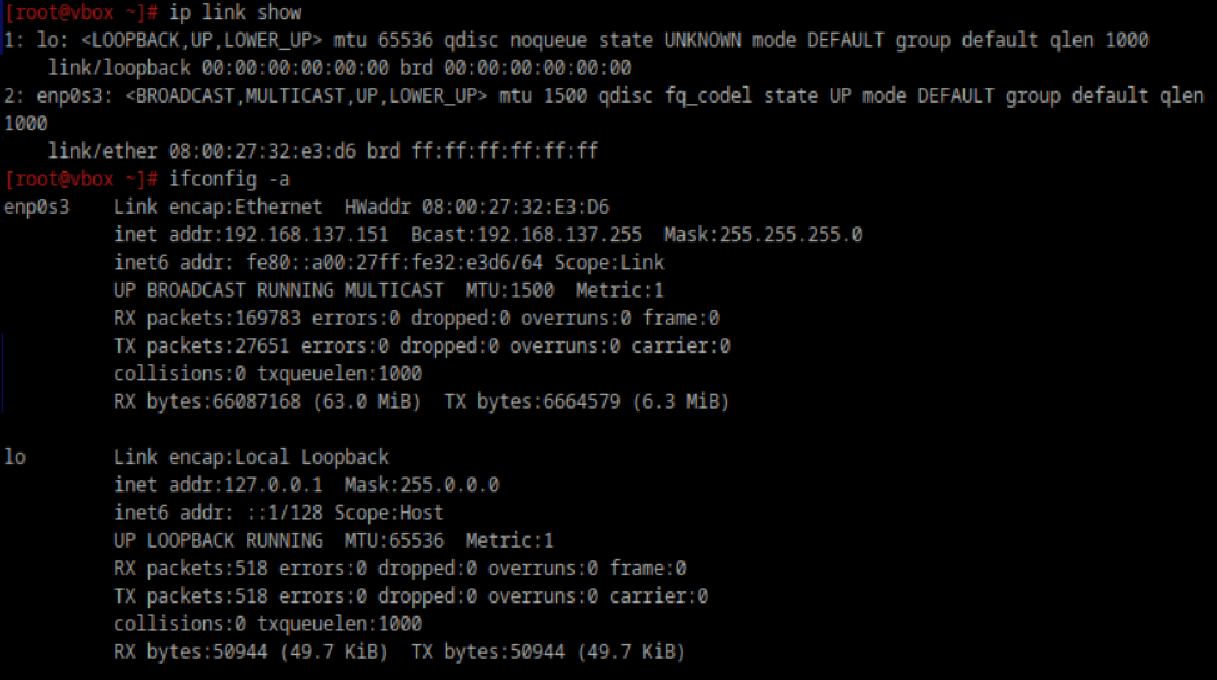 [root@vbox ~]# ip link show
1: lo: <LOOPBACK,UP,LOWER_UP> mtu 65536 qdisc noqueue state UNKNOWN mode DEFAULT group default qlen 1000
    link/loopback 00:00:00:00:00:00 brd 00:00:00:00:00:00
2: enp0s3: <BROADCAST,MULTICAST,UP,LOWER_UP> mtu 1500 qdisc fq_codel state UP mode DEFAULT group default qlen
1000
    link/ether 08:00:27:32:e3:d6 brd ff:ff:ff:ff:ff:ff
[root@vbox ~]# ifconfig -a
enp0s3    Link encap:Ethernet  HWaddr 08:00:27:32:E3:D6
          inet addr:192.168.137.151  Bcast:192.168.137.255  Mask:255.255.255.0
          inet6 addr: fe80::a00:27ff:fe32:e3d6/64 Scope:Link
          UP BROADCAST RUNNING MULTICAST  MTU:1500  Metric:1
          RX packets:169783 errors:0 dropped:0 overruns:0 frame:0
          TX packets:27651 errors:0 dropped:0 overruns:0 carrier:0
          collisions:0 txqueuelen:1000
          RX bytes:66087168 (63.0 MiB)  TX bytes:6664579 (6.3 MiB)

lo        Link encap:Local Loopback
          inet addr:127.0.0.1  Mask:255.0.0.0
          inet6 addr: ::1/128 Scope:Host
          UP LOOPBACK RUNNING  MTU:65536  Metric:1
          RX packets:518 errors:0 dropped:0 overruns:0 frame:0
          TX packets:518 errors:0 dropped:0 overruns:0 carrier:0
          collisions:0 txqueuelen:1000
          RX bytes:50944 (49.7 KiB)  TX bytes:50944 (49.7 KiB)